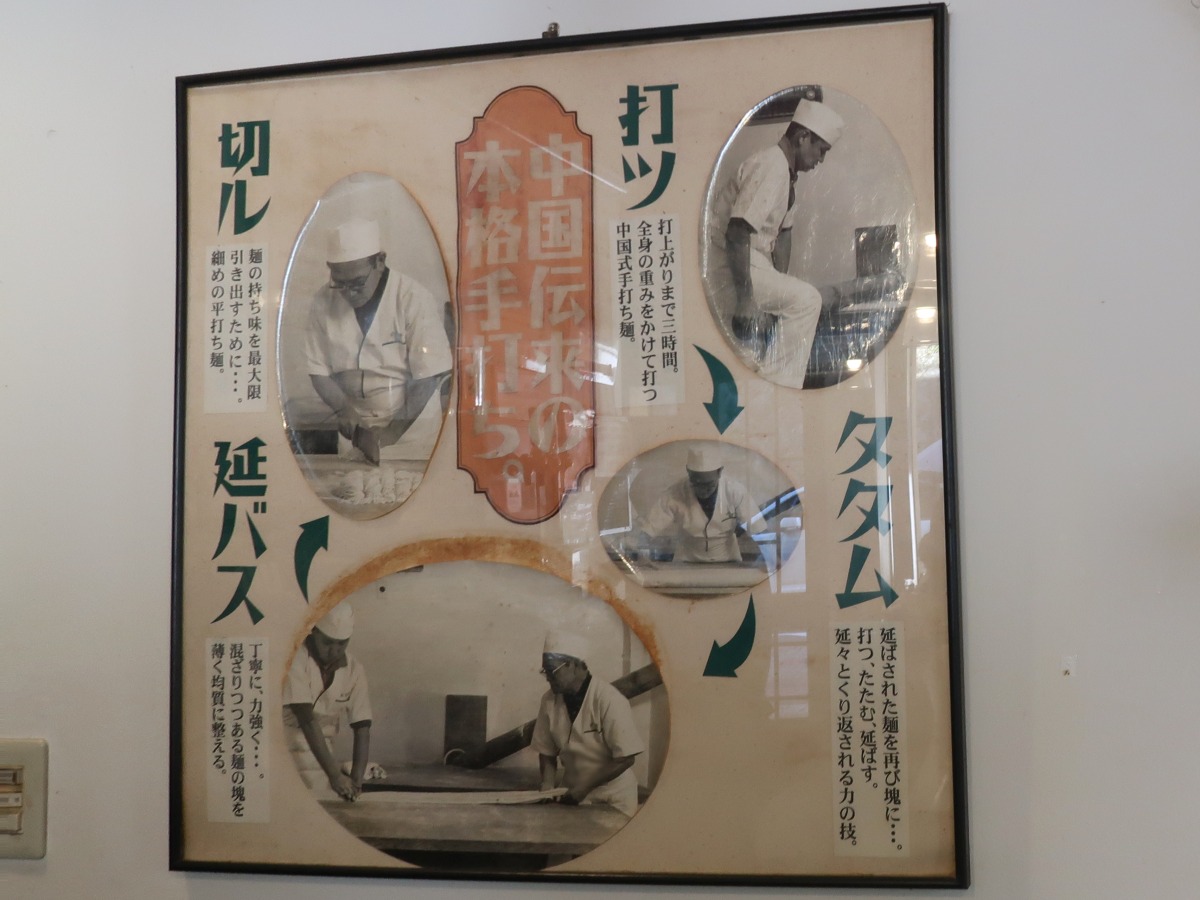 中国伝来の
本格手打ち。
打ツ
打上がりまで三時間。
全身の重みをかけて打つ
中国式手打ち麺。
タタム
延ばされた麺を再び塊に・・・。
打つ、たたむ、延ばす。
延々とくり返される力の技。
延バス
丁寧に、力強く・・・。
混ざりつつある麺の塊を
薄く均質に整える。
切ル
麺の持ち味を最大限
引き出すために・・・。
細めの平打ち麺。